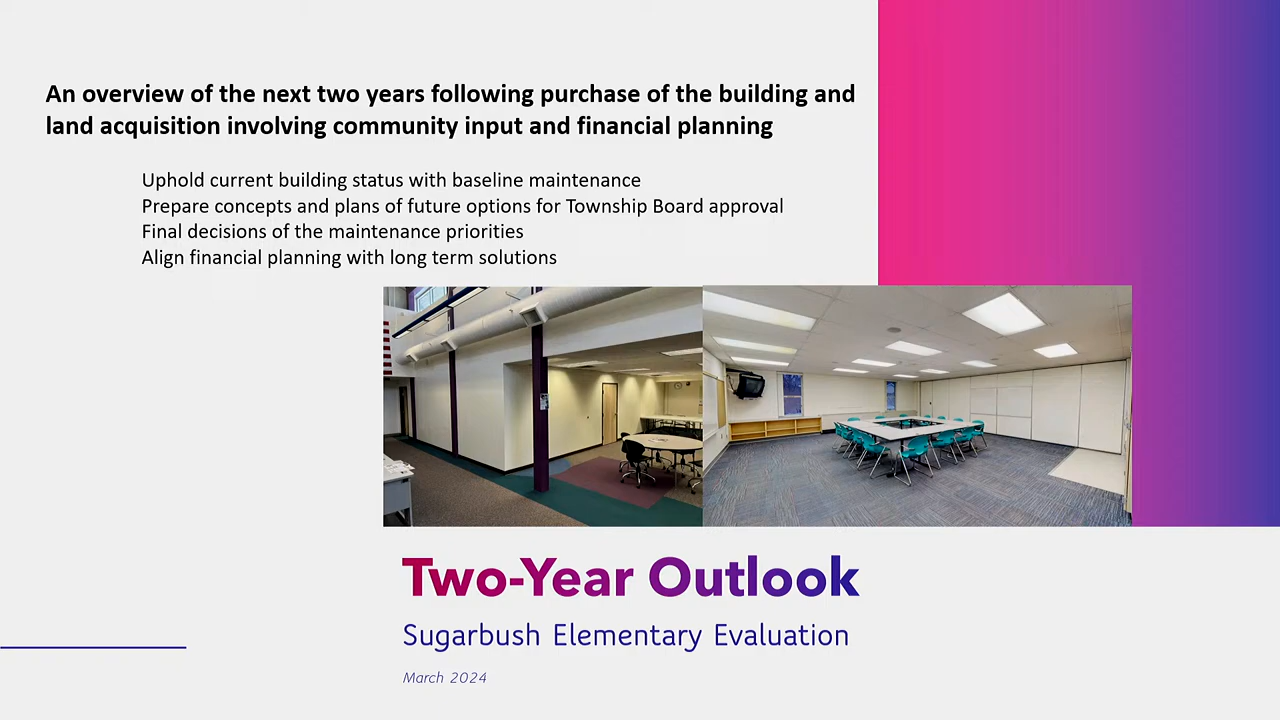 An overview of the next two years following purchase of the building and
land acquisition involving community input and financial planning
Uphold current building status with baseline maintenance
Prepare concepts and plans of future options for Township Board approval
Final decisions of the maintenance priorities
Align financial planning with long term solutions
Two-Year Outlook
Sugarbush Elementary Evaluation
March 2024